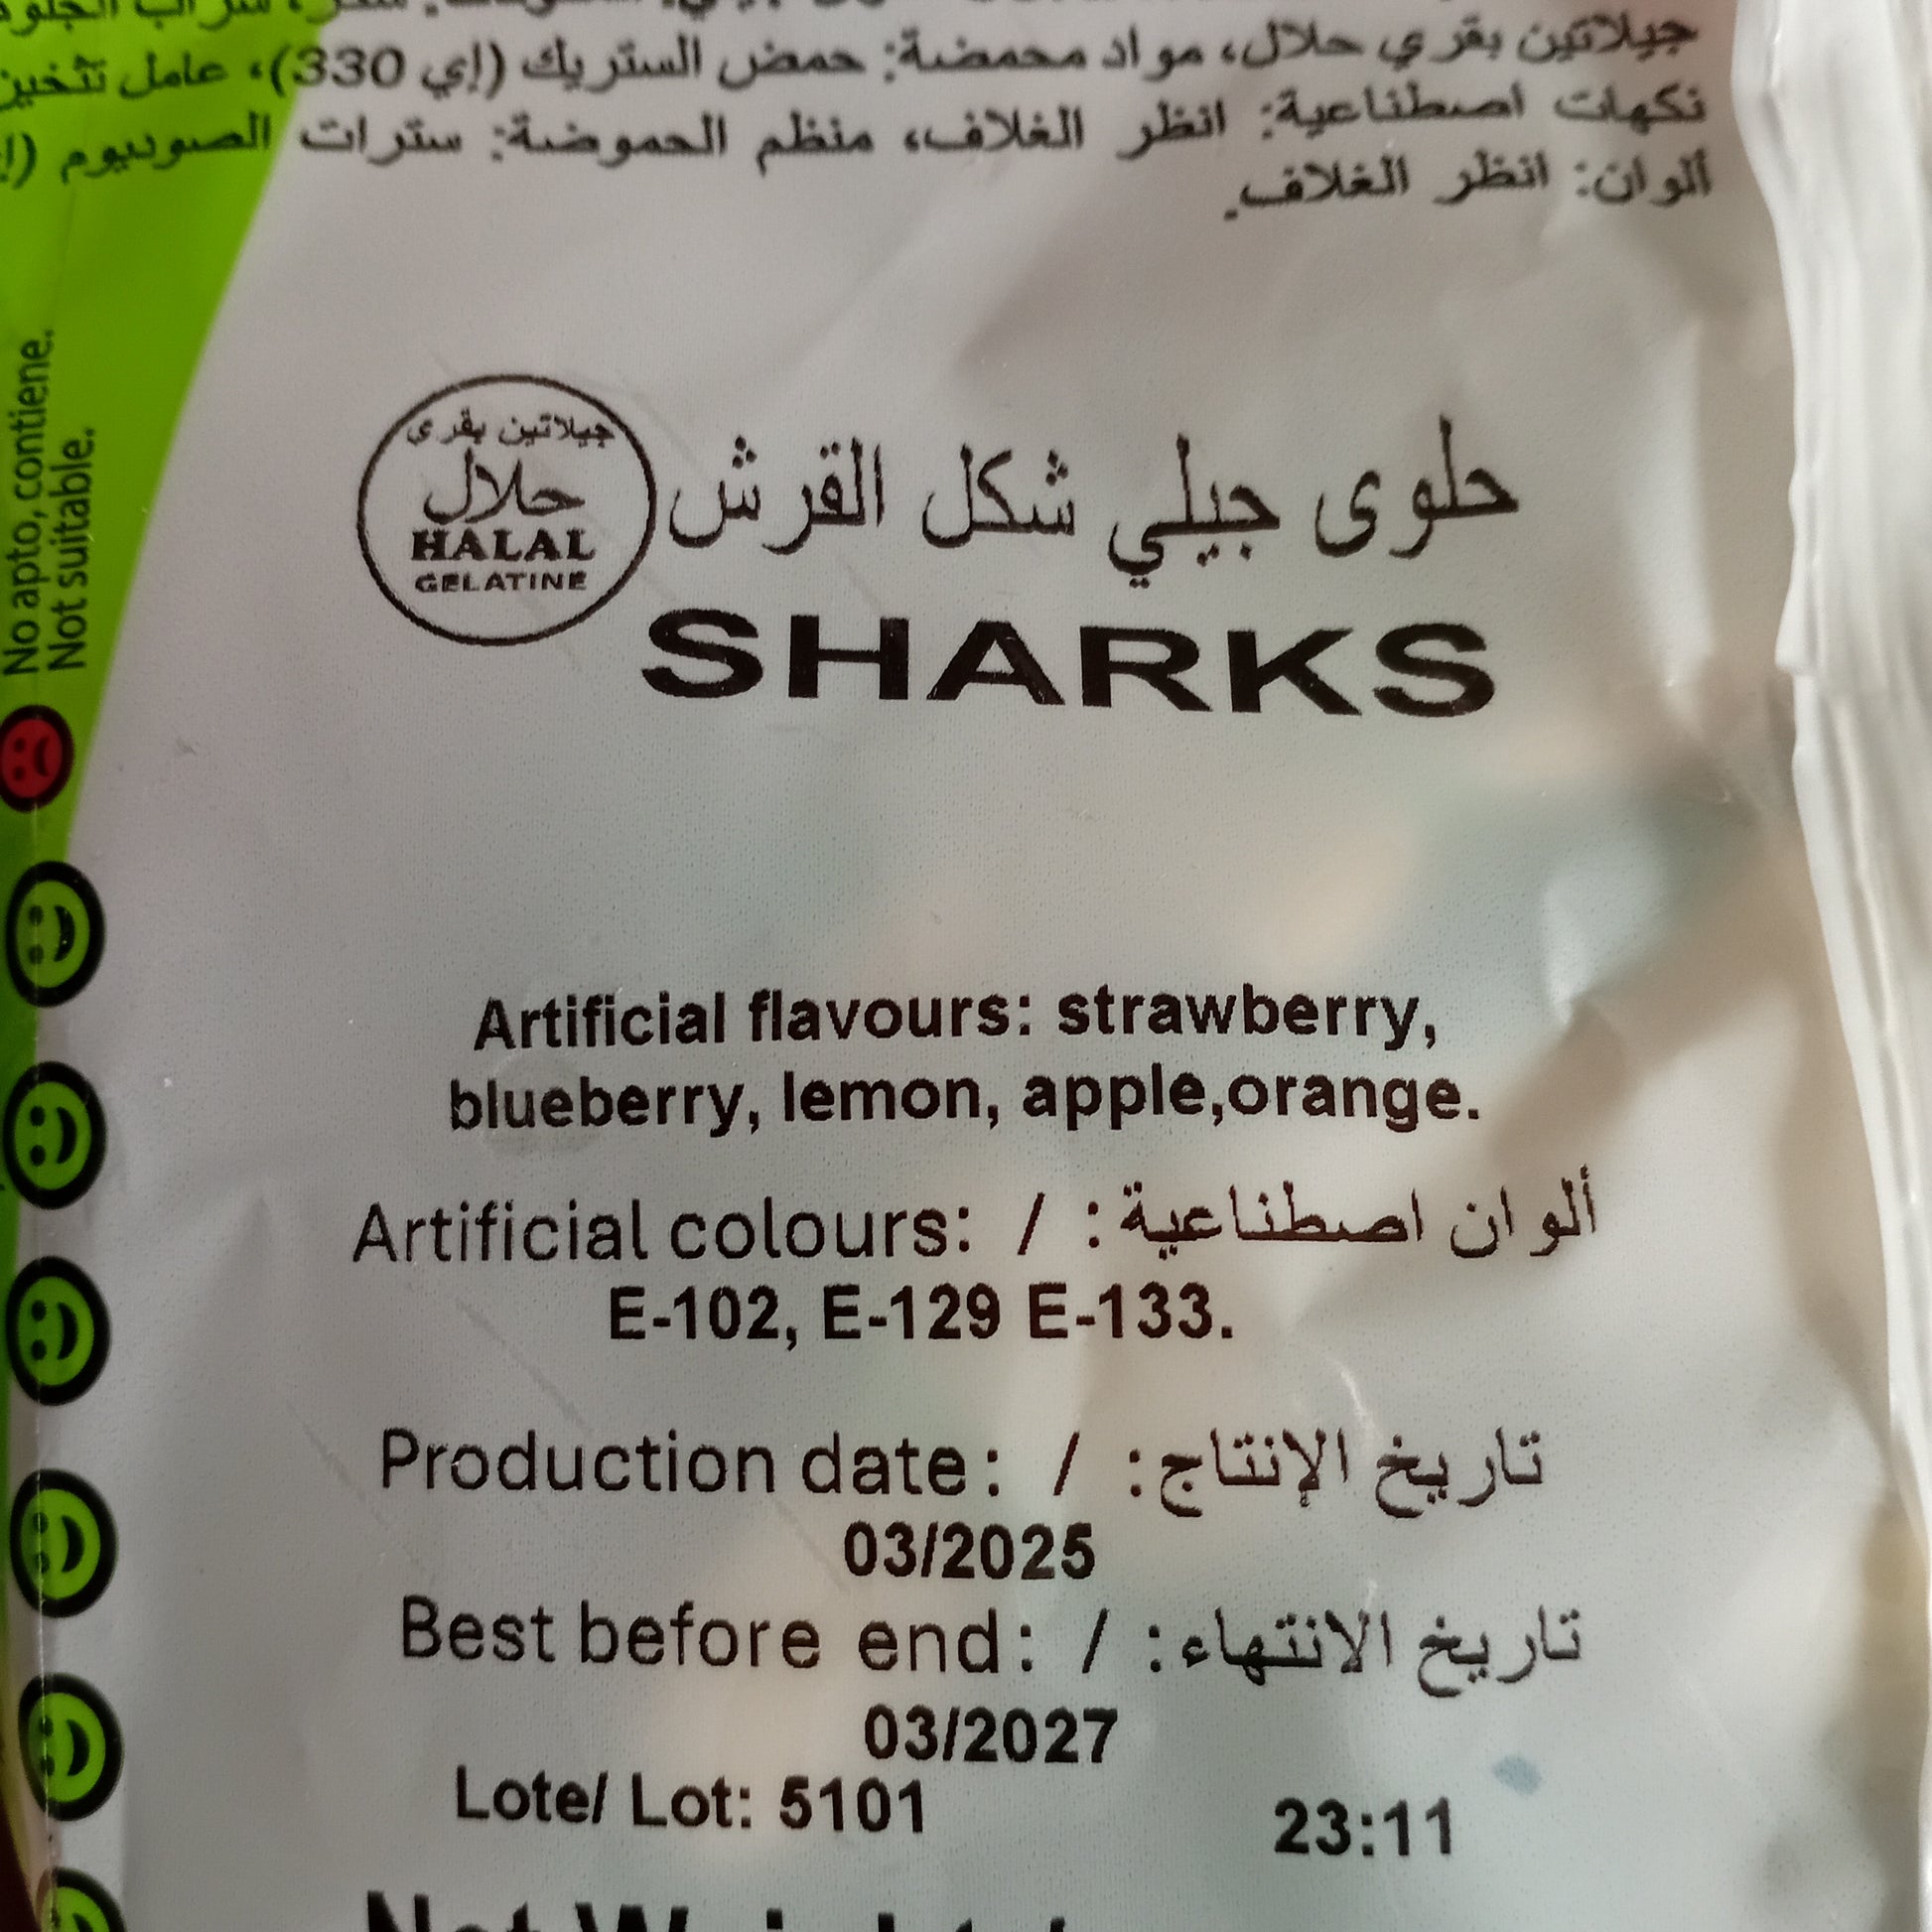 جيلاتين بقري حلال، مواد محمضة: حمض الستريك (إي 330)، عامل تثخين
نكهات اصطناعية: انظر الغلاف، منظم الحموضة: سترات الصوديوم
ألوان: انظر الغلاف.
No apto, contiene.
Not suitable.
جيلاتين بقرى
حلال
HALAL
GELATINE
حلوى جيلي شكل القرش
SHARKS
Artificial flavours: strawberry,
blueberry, lemon, apple,orange.
Artificial colours: / ألوان اصطناعية:
E-102, E-129 E-133.
Production date: / تاريخ الإنتاج:
03/2025
Best before end: / تاريخ الانتهاء:
03/2027
Lote/ Lot: 5101 23:11